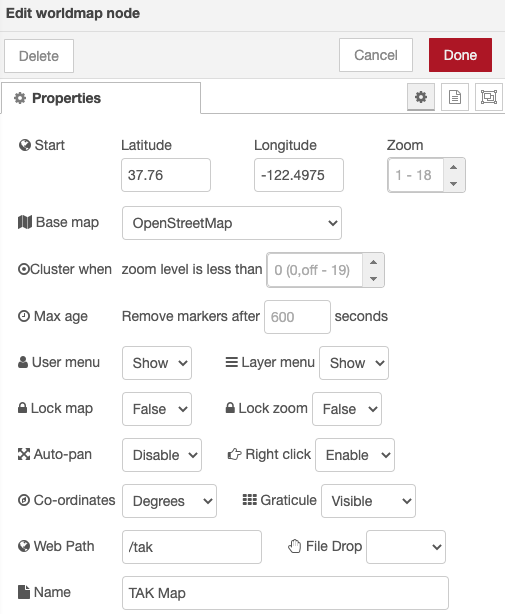 Edit worldmap node
Delete Cancel Done
Properties
Start Latitude Longitude Zoom
37.76 -122.4975 1 - 18
Base map OpenStreetMap
Cluster when zoom level is less than 0 (0,off - 19)
Max age Remove markers after 600 seconds
User menu Show Layer menu Show
Lock map False Lock zoom False
Auto-pan Disable Right click Enable
Co-ordinates Degrees Graticule Visible
Web Path /tak File Drop
Name TAK Map